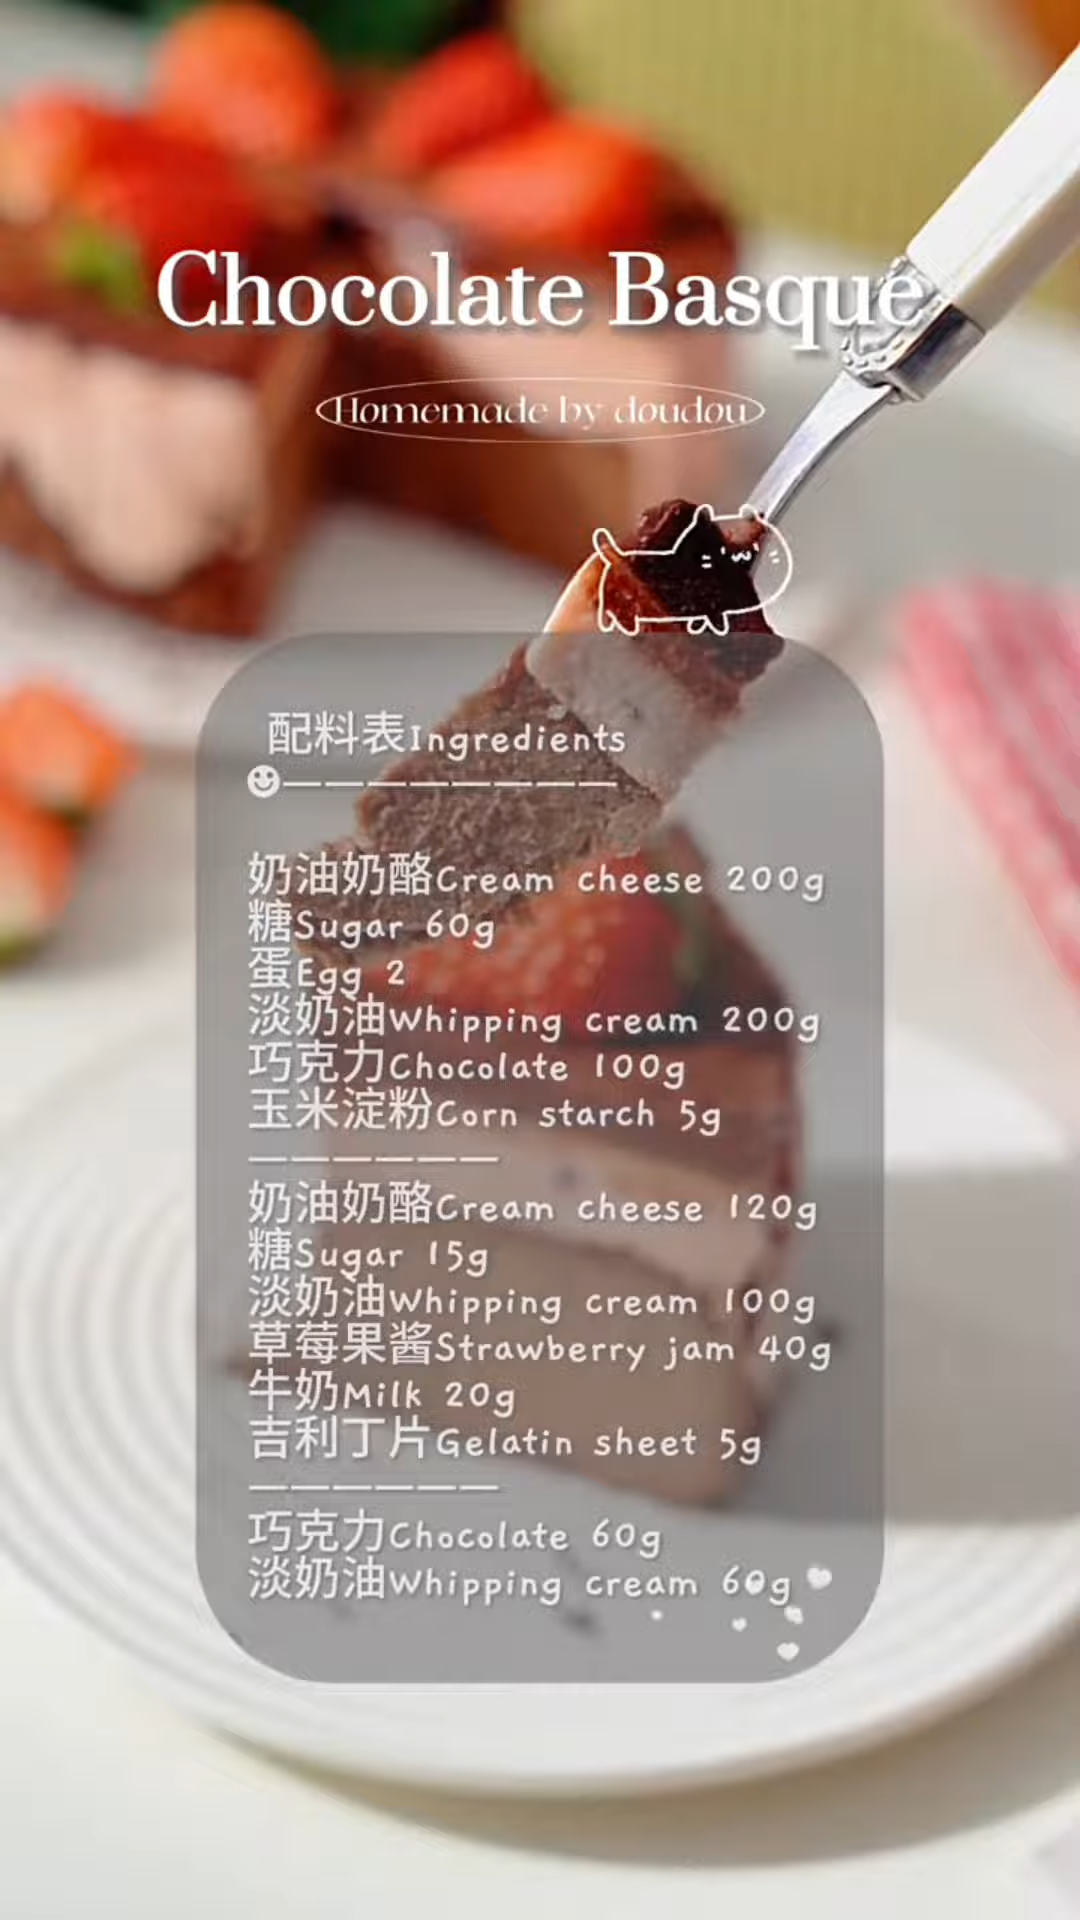 Chocolate Basque
Homemade by doudou
配料表Ingredients
奶油奶酪Cream cheese 200g
糖Sugar 60g
蛋Egg 2
淡奶油Whipping cream 200g
巧克力Chocolate 100g
玉米淀粉Corn starch 5g
——————
奶油奶酪Cream cheese 120g
糖Sugar 15g
淡奶油Whipping cream 100g
草莓果酱Strawberry jam 40g
牛奶Milk 20g
吉利丁片Gelatin sheet 5g
——————
巧克力Chocolate 60g
淡奶油Whipping cream 60g